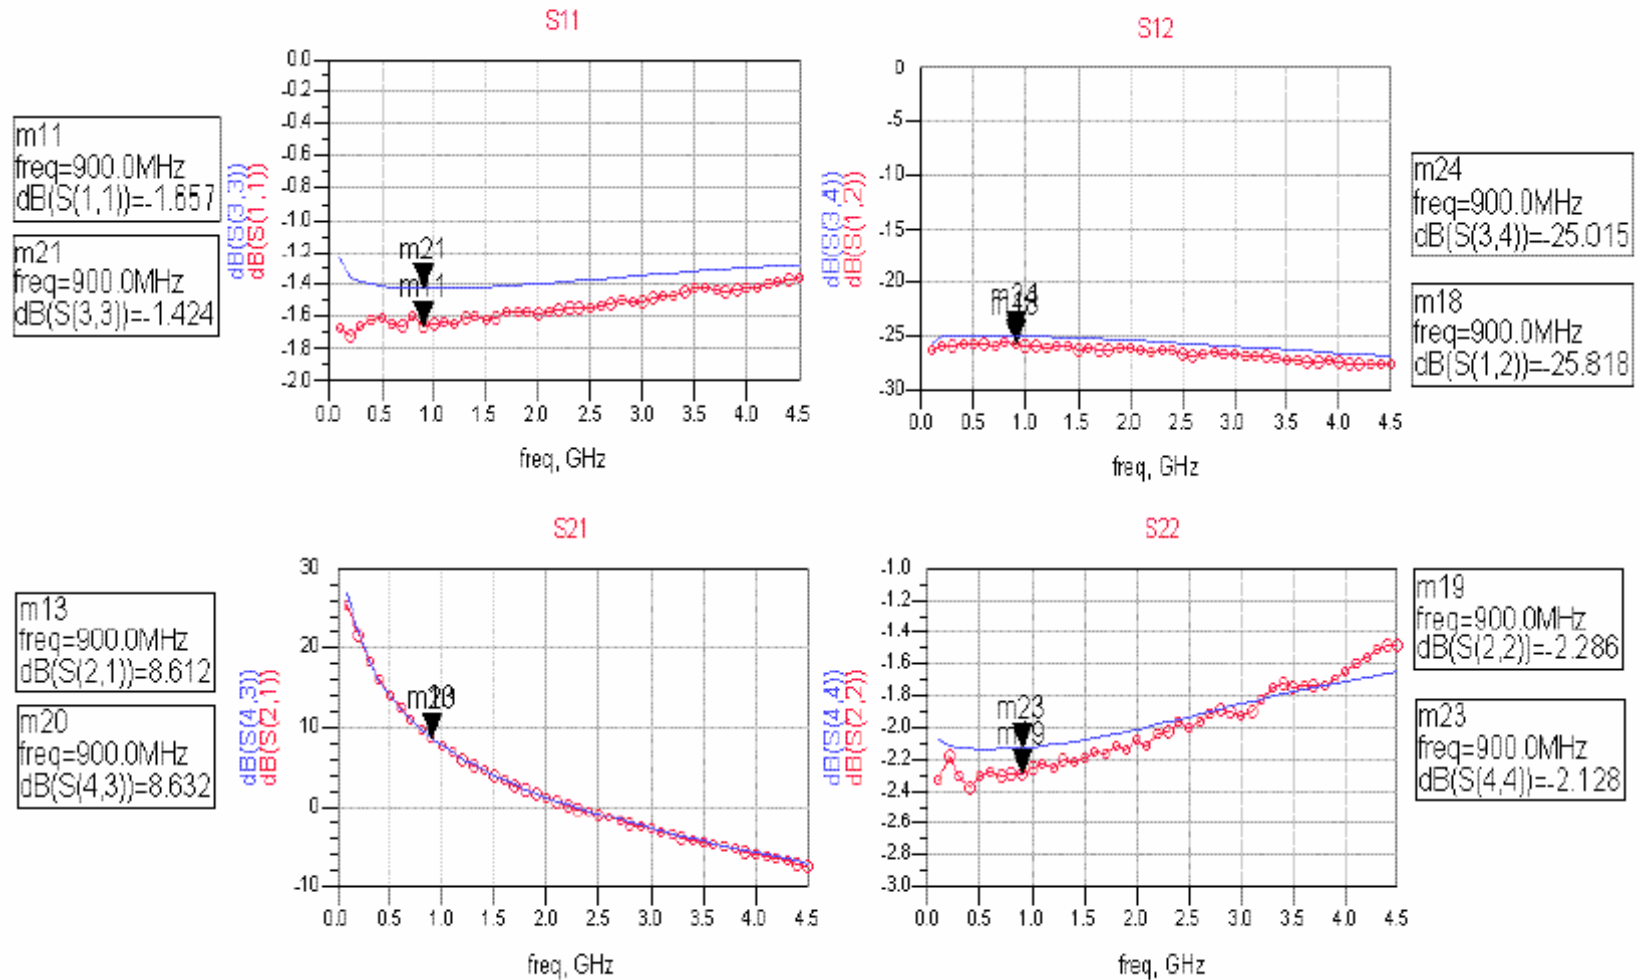 S11
0.0
-0.2
-0.4
-0.6
-0.8
-1.0
-1.2
-1.4
-1.6
-1.8
-2.0
0.0 0.5 1.0 1.5 2.0 2.5 3.0 3.5 4.0 4.5
freq, GHz
dB(S(3,3))
dB(S(1,1))
m21
m11
m11
freq=900.0MHz
dB(S(1,1))=-1.657
m21
freq=900.0MHz
dB(S(3,3))=-1.424
S12
0
-5
-10
-15
-20
-25
-30
0.0 0.5 1.0 1.5 2.0 2.5 3.0 3.5 4.0 4.5
freq, GHz
dB(S(3,4))
dB(S(1,2))
m24
freq=900.0MHz
dB(S(3,4))=-25.015
m18
freq=900.0MHz
dB(S(1,2))=-25.818
S21
30
20
10
0
-10
0.0 0.5 1.0 1.5 2.0 2.5 3.0 3.5 4.0 4.5
freq, GHz
dB(S(4,3))
dB(S(2,1))
m13
freq=900.0MHz
dB(S(2,1))=8.612
m20
freq=900.0MHz
dB(S(4,3))=8.632
S22
-1.0
-1.2
-1.4
-1.6
-1.8
-2.0
-2.2
-2.4
-2.6
-2.8
-3.0
0.0 0.5 1.0 1.5 2.0 2.5 3.0 3.5 4.0 4.5
freq, GHz
dB(S(4,4))
dB(S(2,2))
m23
m19
m19
freq=900.0MHz
dB(S(2,2))=-2.286
m23
freq=900.0MHz
dB(S(4,4))=-2.128